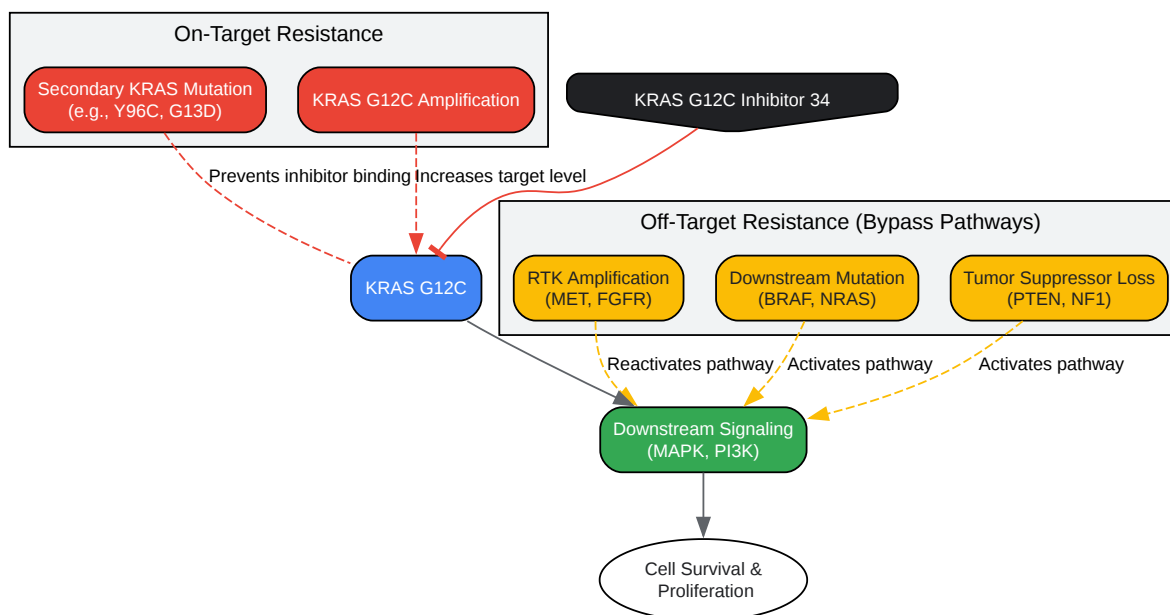 On-Target Resistance
Secondary KRAS Mutation
(e.g., Y96C, G13D)
KRAS G12C Amplification
KRAS G12C Inhibitor 34
Prevents inhibitor binding
Increases target level
Off-Target Resistance (Bypass Pathways)
KRAS G12C
RTK Amplification
(MET, FGFR)
Downstream Mutation
(BRAF, NRAS)
Tumor Suppressor Loss
(PTEN, NF1)
Reactivates pathway
Activates pathway
Activates pathway
Downstream Signaling
(MAPK, PI3K)
Cell Survival &
Proliferation